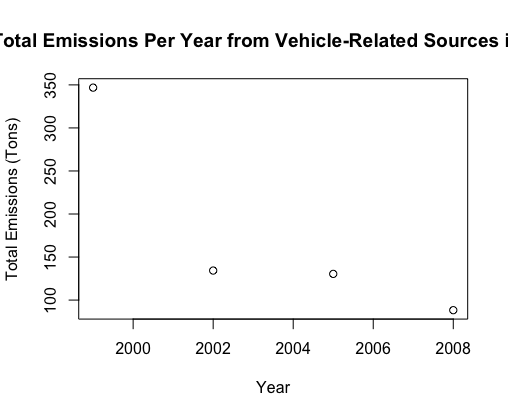 Total Emissions Per Year from Vehicle-Related Sources i
Total Emissions (Tons)
350
300
250
200
150
100
2000 2002 2004 2006 2008
Year